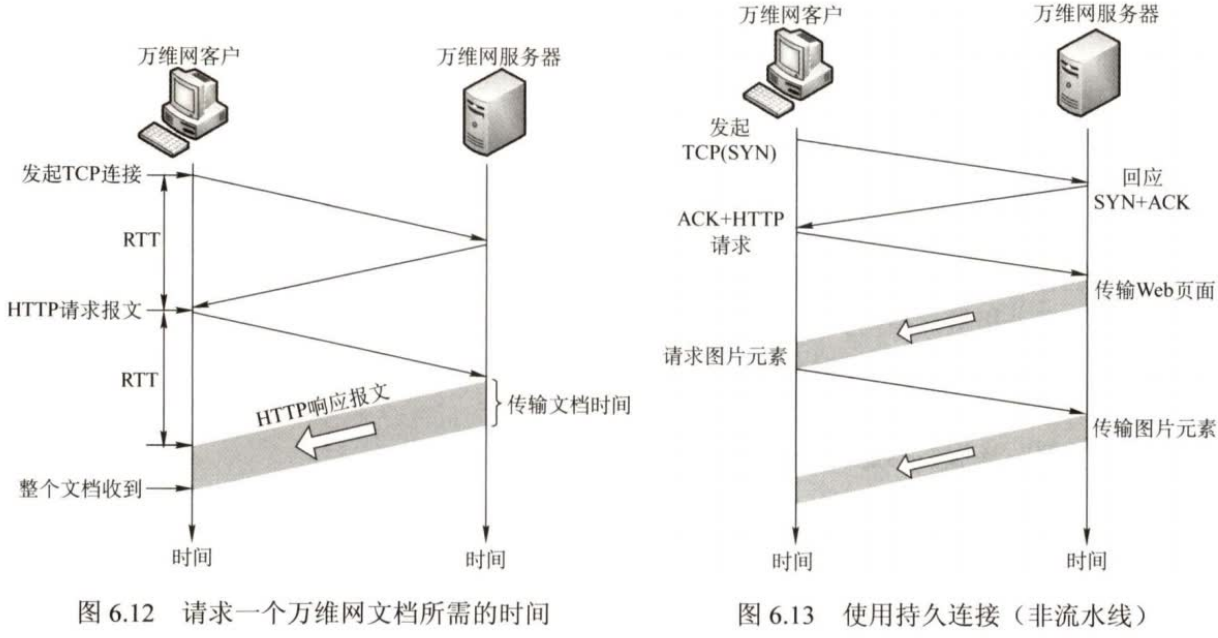 万维网客户
万维网服务器
发起TCP连接
RTT
HTTP请求报文
RTT
HTTP响应报文
传输文档时间
整个文档收到
时间
时间
图 6.12 请求一个万维网文档所需的时间
万维网客户
万维网服务器
发起
TCP(SYN)
回应
SYN+ACK
ACK+HTTP
请求
传输Web页面
请求图片元素
传输图片元素
时间
时间
图 6.13 使用持久连接（非流水线）